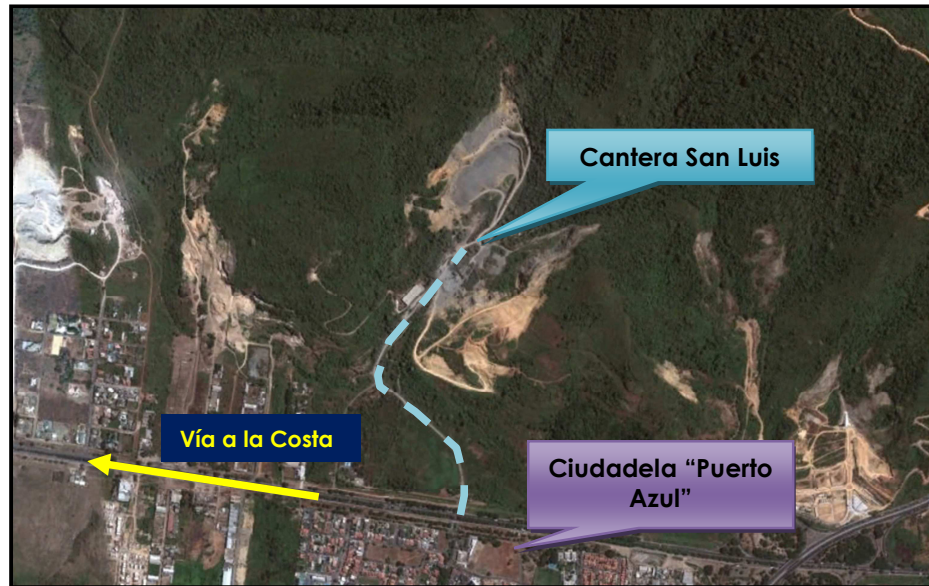 Cantera San Luis
Vía a la Costa
Ciudadela “Puerto
Azul”